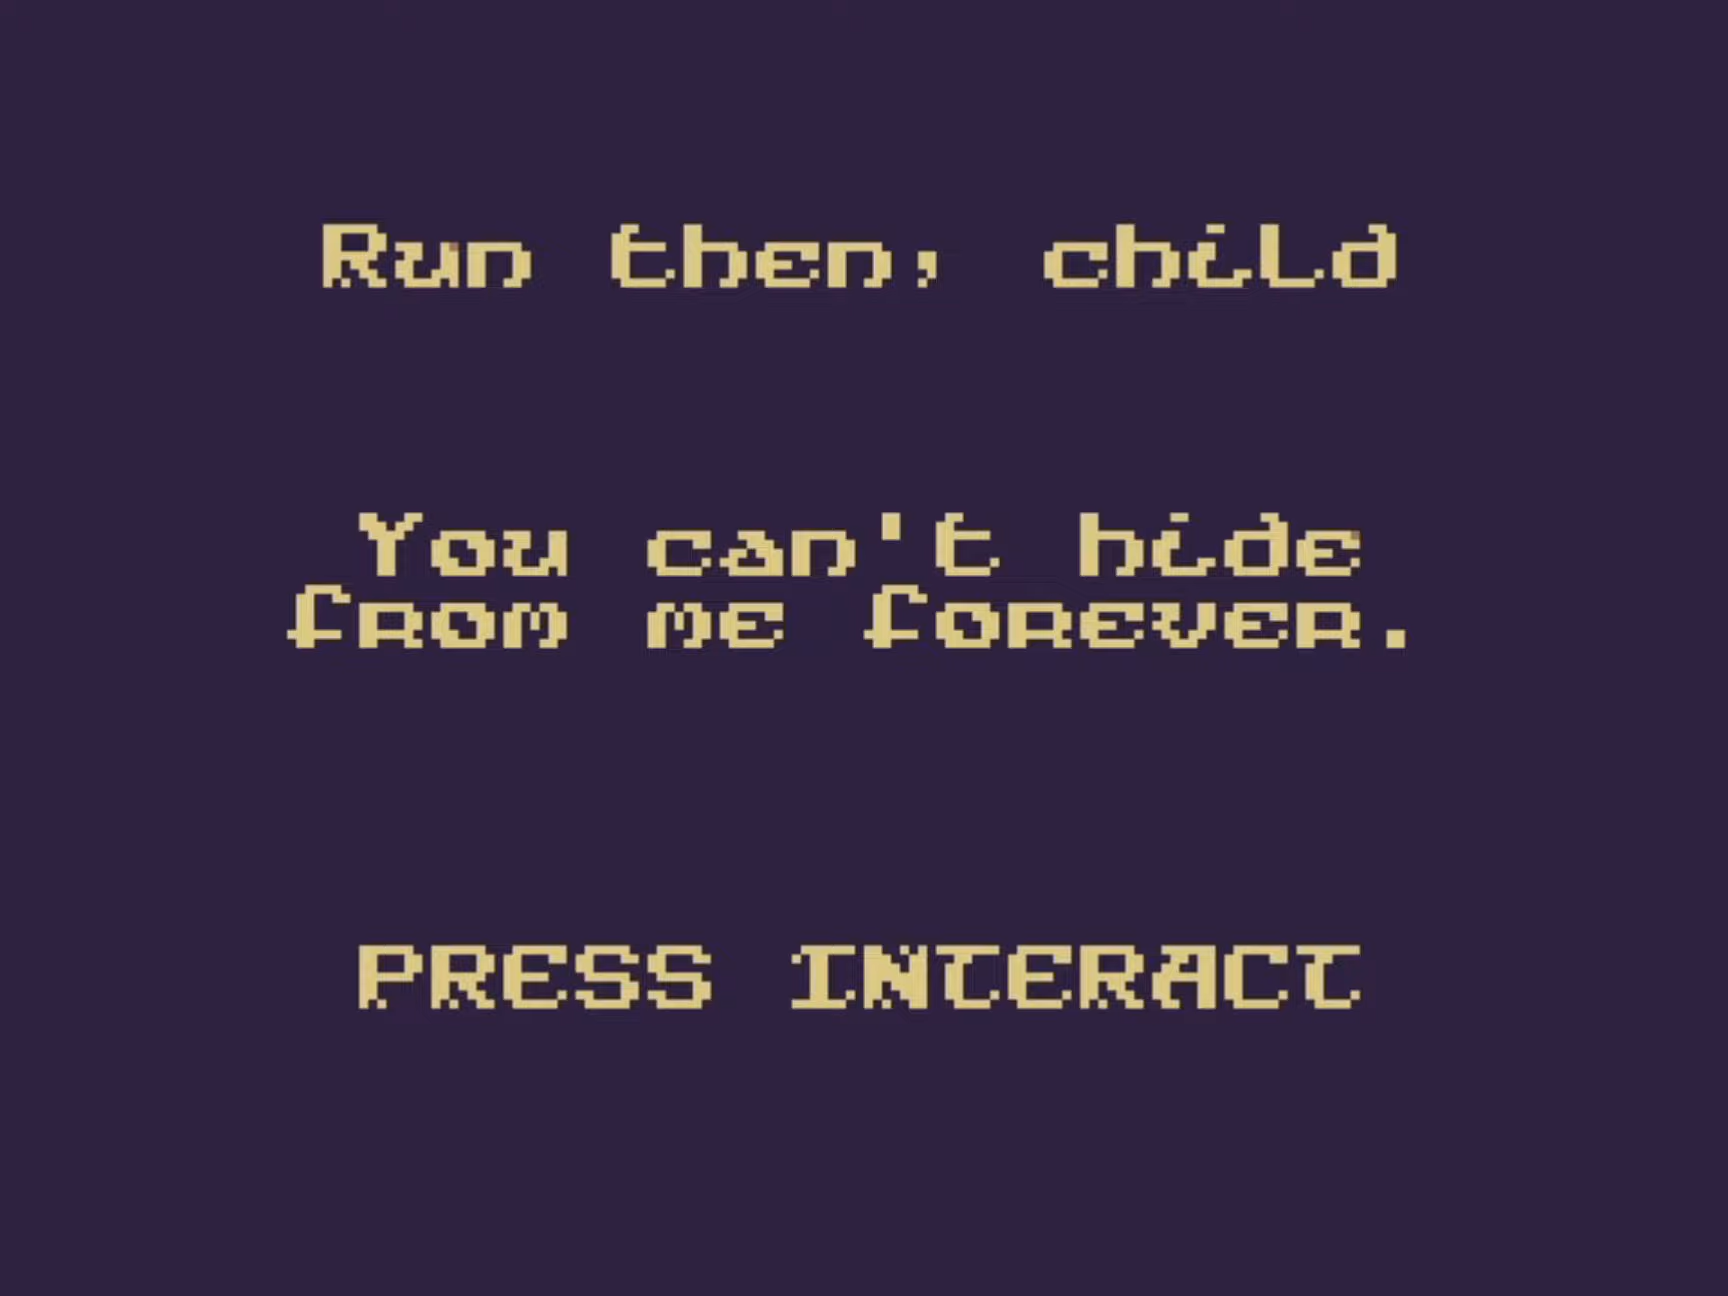 Run then, child
You can't hide
from me forever.
PRESS INTERACT